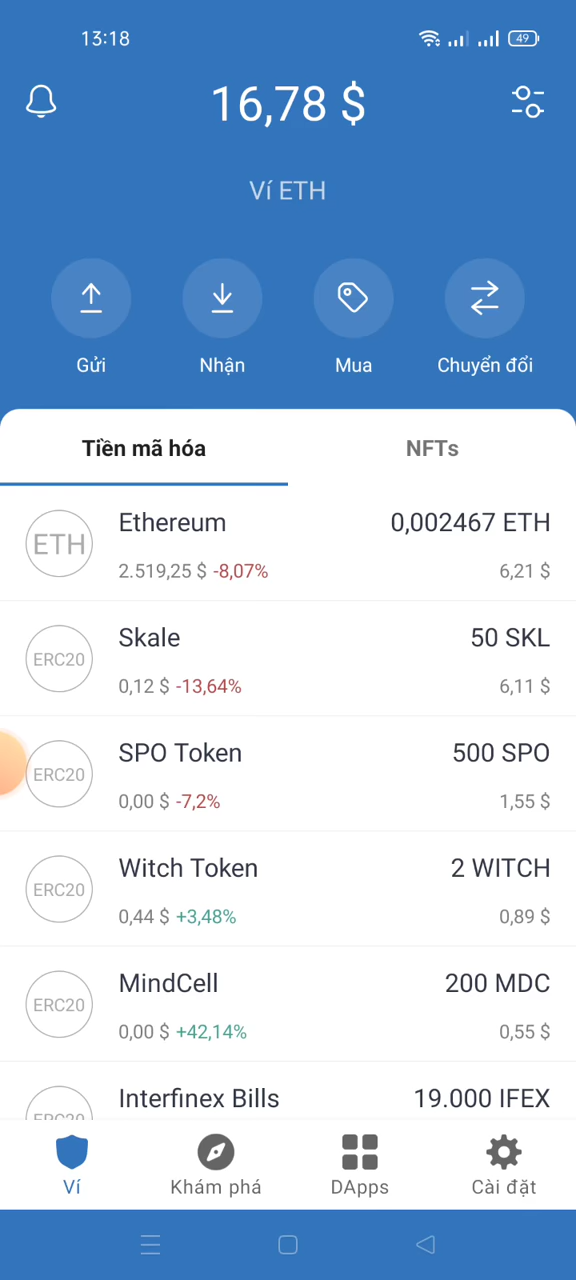 13:18
49
16,78 $
Ví ETH
Gửi
Nhận
Mua
Chuyển đổi
Tiền mã hóa
NFTs
ETH
Ethereum
0,002467 ETH
2.519,25 $ -8,07%
6,21 $
ERC20
Skale
50 SKL
0,12 $ -13,64%
6,11 $
ERC20
SPO Token
500 SPO
0,00 $ -7,2%
1,55 $
ERC20
Witch Token
2 WITCH
0,44 $ +3,48%
0,89 $
ERC20
MindCell
200 MDC
0,00 $ +42,14%
0,55 $
ERC20
Interfinex Bills
19.000 IFEX
Ví
Khám phá
DApps
Cài đặt